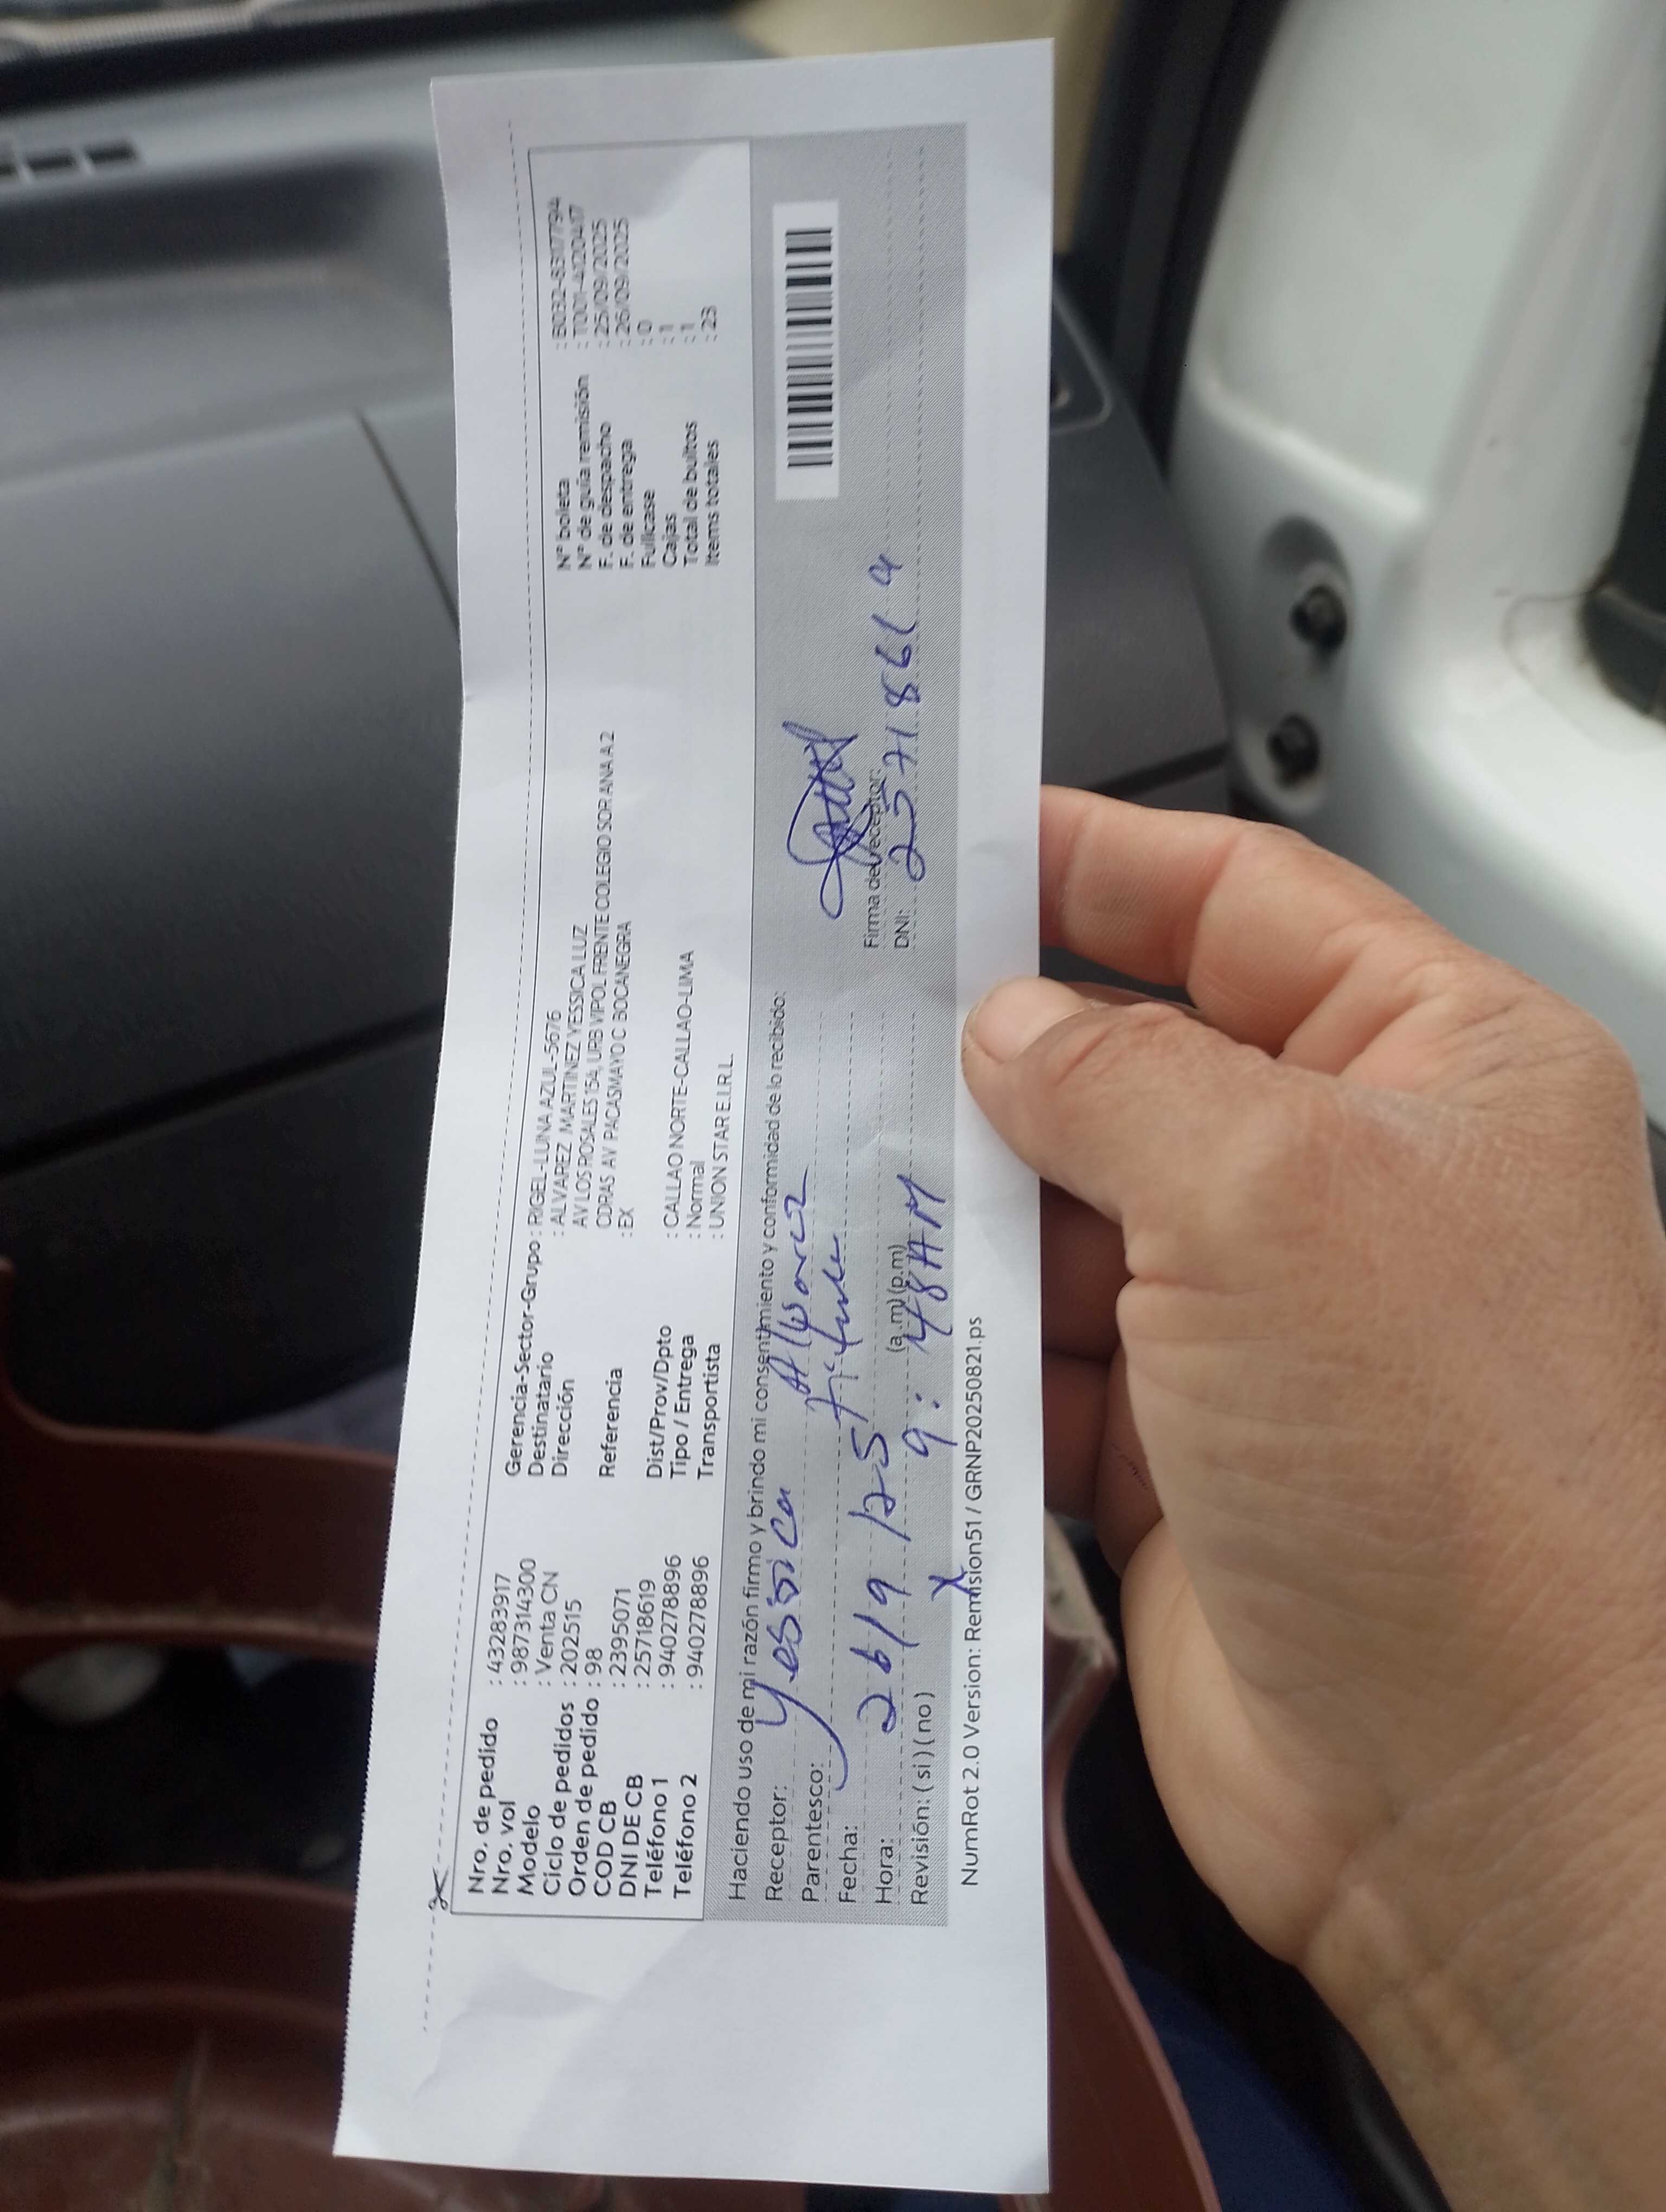 Nro. de pedido : 43283917
Nro. vol : 987314300
Modelo : Venta CN
Ciclo de pedidos : 202515
Orden de pedido : 98
COD CB : 2395071
DNI DE CB : 25718619
Teléfono 1 : 940278896
Teléfono 2 : 940278896
Gerencia-Sector-Grupo : RIGEL-LUNA AZUL-5676
Destinatario : ALVAREZ MARTINEZ YESSICA LUZ
Dirección AV LOS ROSALES 154, URB VIPOL FRENTE COLEGIO SOR ANA A 2
CDRAS AV PACASMAYO C BOCANEGRA
Referencia : EX
Dist/Prov/Dpto : CALLAO NORTE-CALLAO-LIMA
Tipo / Entrega : Normal
Transportista : UNION STAR E.I.R.L.
N° boleta
N° de guía remisión : T001-4120417
F. de despacho : 25/09/2025
F. de entrega : 26/09/2025
Fullcase : 0
Cajas : 1
Total de bultos : 1
Items totales : 23
Haciendo uso de mi razón firmo y brindo mi consentimiento y conformidad de lo recibido:
Receptor: Yessica Alvarez
Parentesco: Titular
Fecha: 26/9/25
Hora: 9:48 AM (a.m) (p.m)
Revisión: ( si ) ( no ) X
Firma del receptor:
DNI: 25718619
NumRot 2.0 Version: Remision51 / GRNP20250821.ps